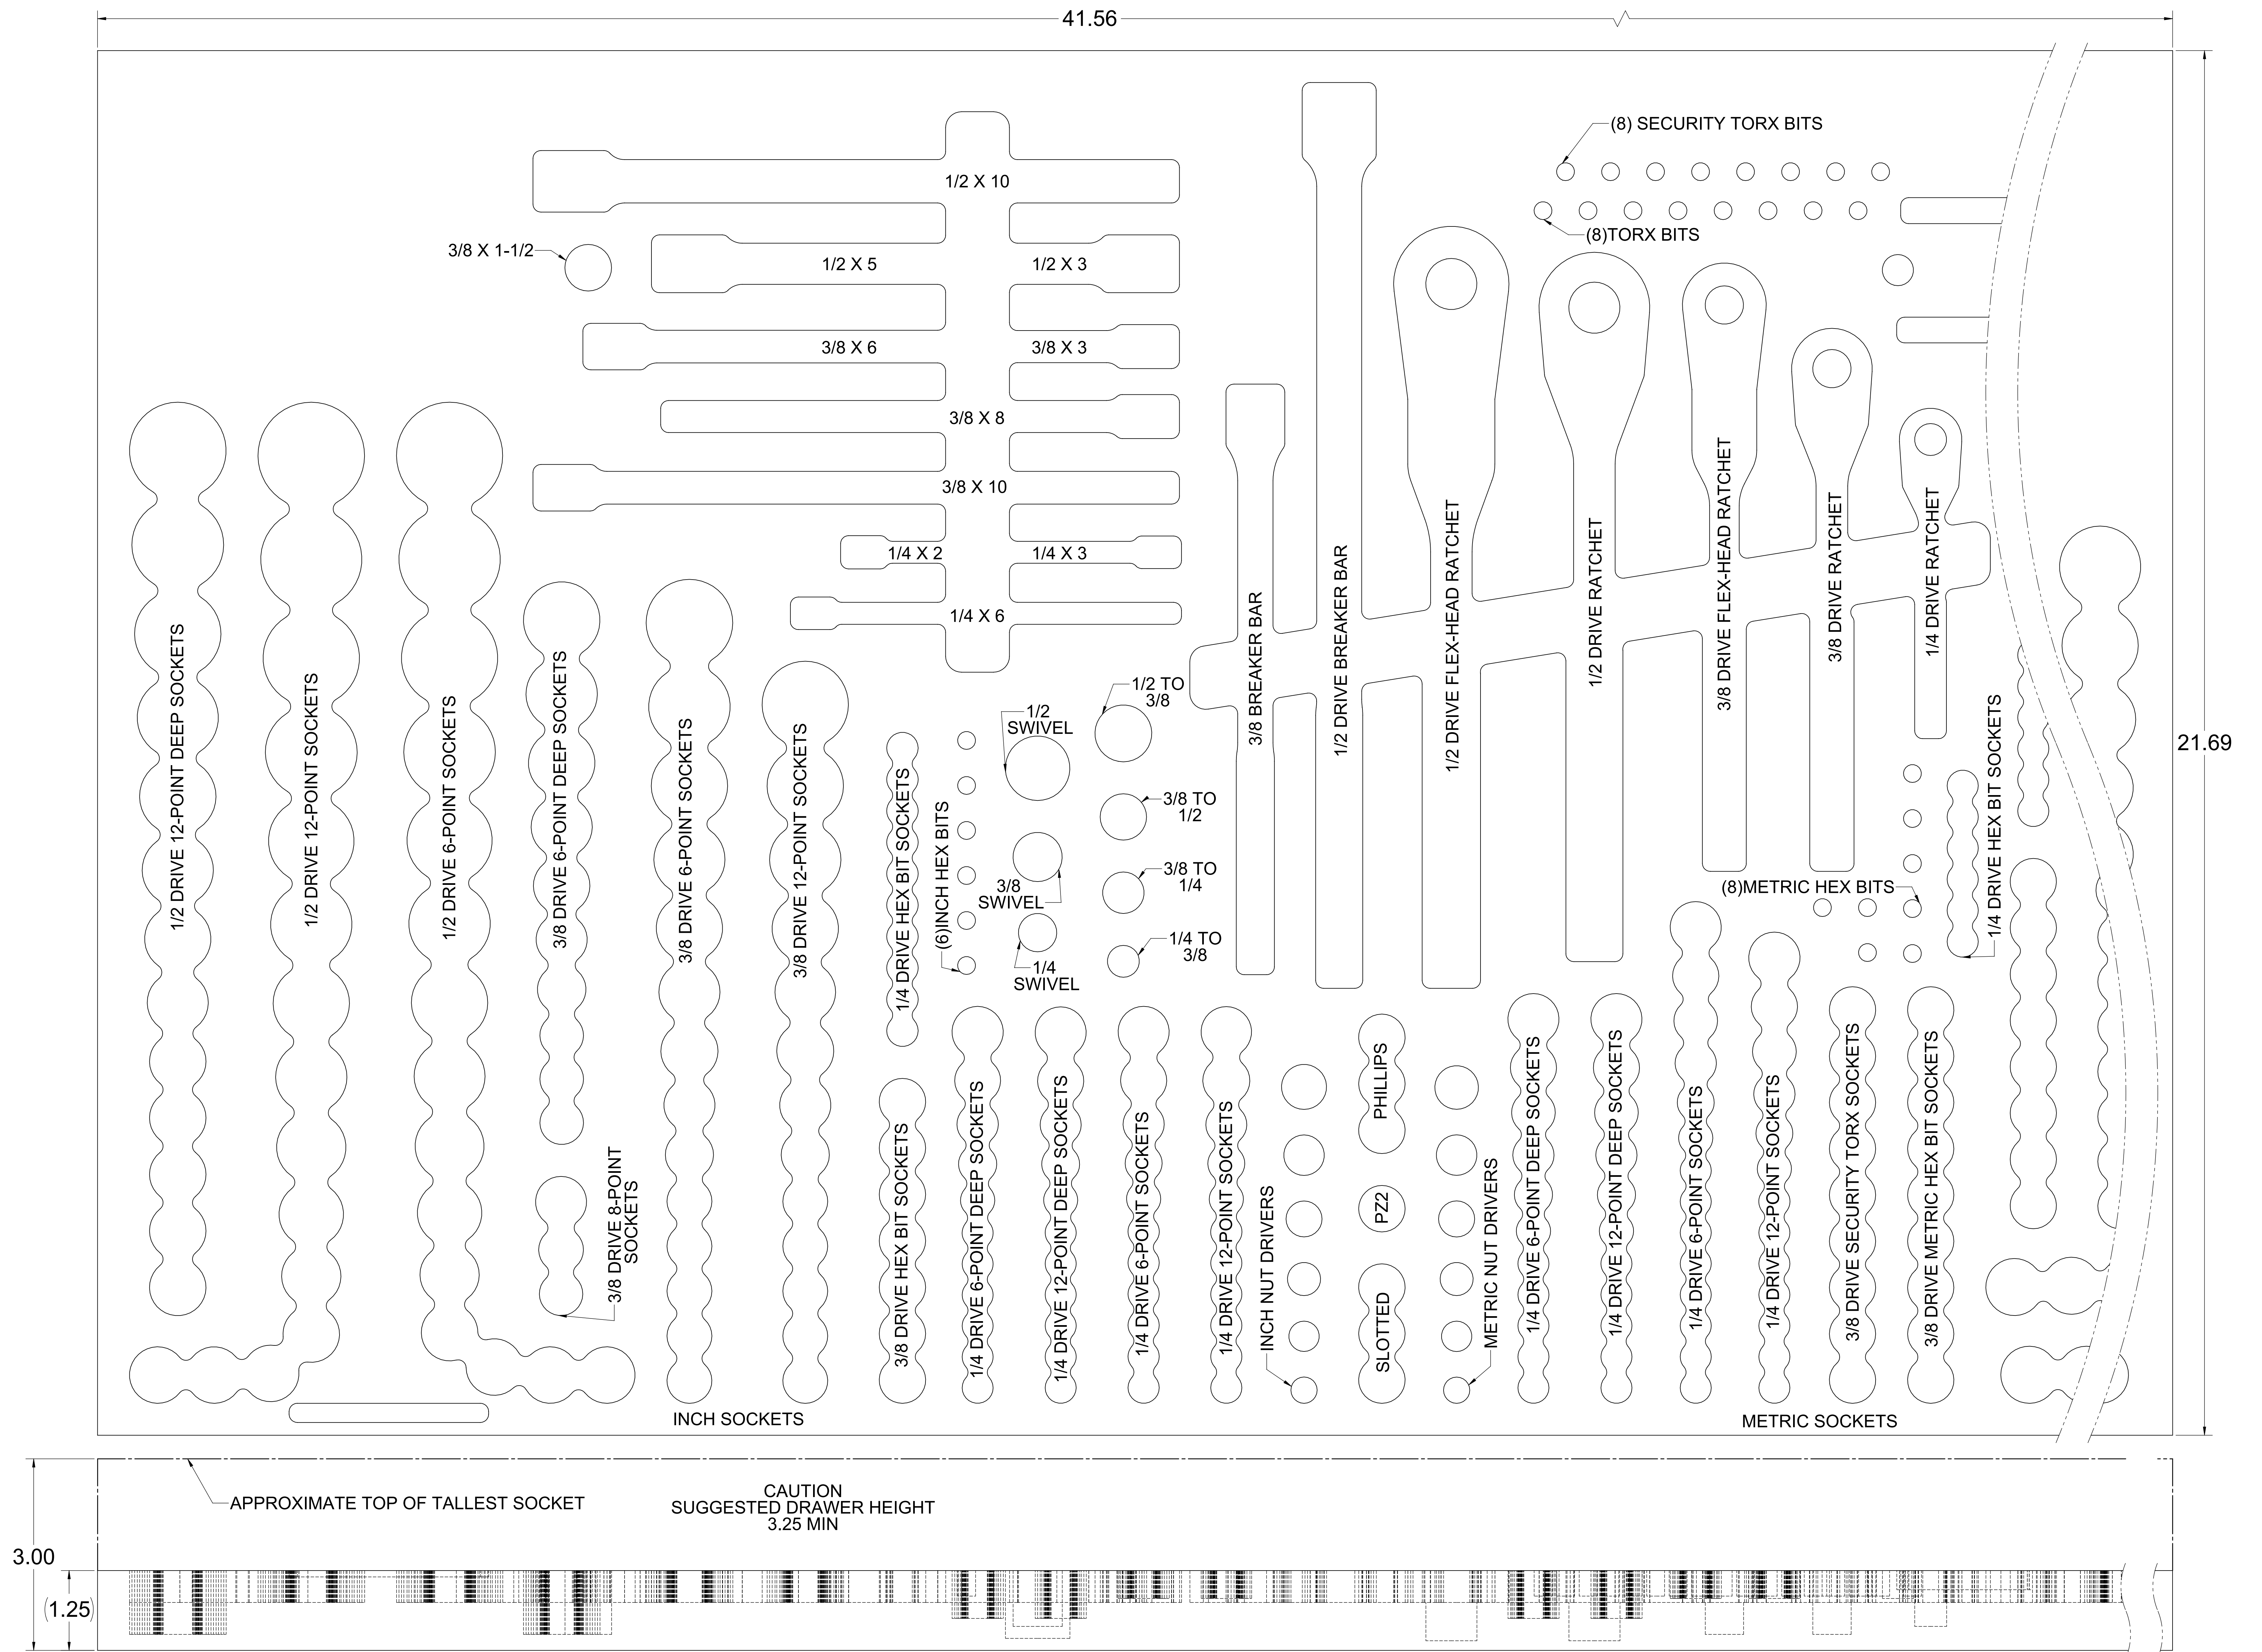 41.56
(8) SECURITY TORX BITS
1/2 X 10
(8)TORX BITS
3/8 X 1-1/2
1/2 X 5
1/2 X 3
3/8 X 6
3/8 X 3
3/8 X 8
3/8 X 10
1/4 X 2
1/4 X 3
1/4 X 6
3/8 BREAKER BAR
1/2 DRIVE BREAKER BAR
1/2 DRIVE FLEX-HEAD RATCHET
1/2 DRIVE RATCHET
3/8 DRIVE FLEX-HEAD RATCHET
3/8 DRIVE RATCHET
1/4 DRIVE RATCHET
21.69
1/2 DRIVE 12-POINT DEEP SOCKETS
1/2 DRIVE 12-POINT SOCKETS
1/2 DRIVE 6-POINT SOCKETS
3/8 DRIVE 6-POINT DEEP SOCKETS
3/8 DRIVE 6-POINT SOCKETS
3/8 DRIVE 12-POINT SOCKETS
1/4 DRIVE HEX BIT SOCKETS
(6)INCH HEX BITS
1/2
SWIVEL
1/2 TO
3/8
3/8 TO
1/2
3/8
SWIVEL
3/8 TO
1/4
1/4
SWIVEL
1/4 TO
3/8
(8)METRIC HEX BITS
1/4 DRIVE HEX BIT SOCKETS
3/8 DRIVE 8-POINT
SOCKETS
3/8 DRIVE HEX BIT SOCKETS
1/4 DRIVE 6-POINT DEEP SOCKETS
1/4 DRIVE 12-POINT DEEP SOCKETS
1/4 DRIVE 6-POINT SOCKETS
1/4 DRIVE 12-POINT SOCKETS
INCH NUT DRIVERS
PHILLIPS
PZ2
SLOTTED
METRIC NUT DRIVERS
1/4 DRIVE 6-POINT DEEP SOCKETS
1/4 DRIVE 12-POINT DEEP SOCKETS
1/4 DRIVE 6-POINT SOCKETS
1/4 DRIVE 12-POINT SOCKETS
3/8 DRIVE SECURITY TORX SOCKETS
3/8 DRIVE METRIC HEX BIT SOCKETS
INCH SOCKETS
METRIC SOCKETS
APPROXIMATE TOP OF TALLEST SOCKET
CAUTION
SUGGESTED DRAWER HEIGHT
3.25 MIN
3.00
(1.25)